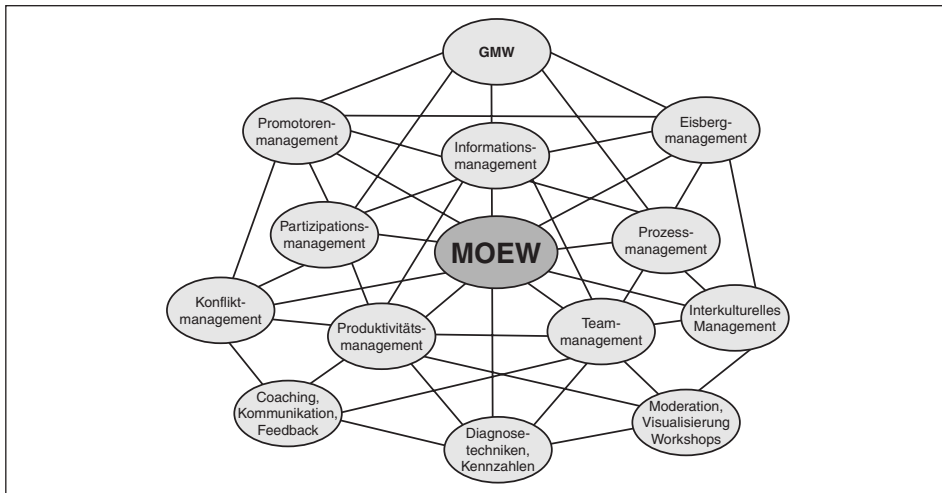 GMW
Promotoren-
management
Eisberg-
management
Informations-
management
Partizipations-
management
MOEW
Prozess-
management
Konflikt-
management
Produktivitäts-
management
Team-
management
Interkulturelles
Management
Coaching,
Kommunikation,
Feedback
Diagnose-
techniken,
Kennzahlen
Moderation,
Visualisierung
Workshops